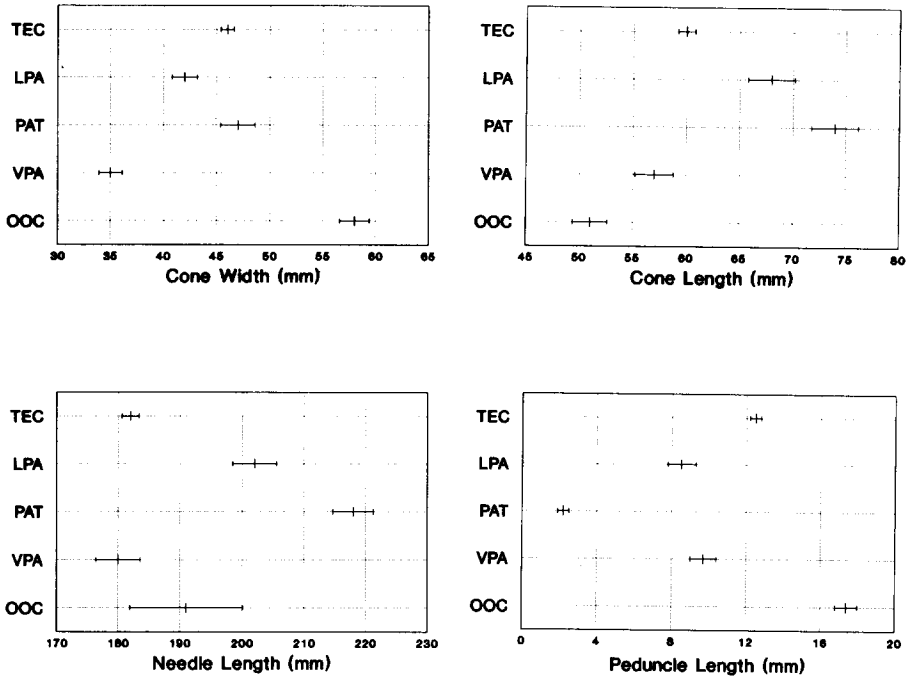 TEC
LPA
PAT
VPA
OOC
30 35 40 45 50 55 60 65
Cone Width (mm)
TEC
LPA
PAT
VPA
OOC
45 50 55 60 65 70 75 80
Cone Length (mm)
TEC
LPA
PAT
VPA
OOC
170 180 190 200 210 220 230
Needle Length (mm)
TEC
LPA
PAT
VPA
OOC
0 4 8 12 16 20
Peduncle Length (mm)